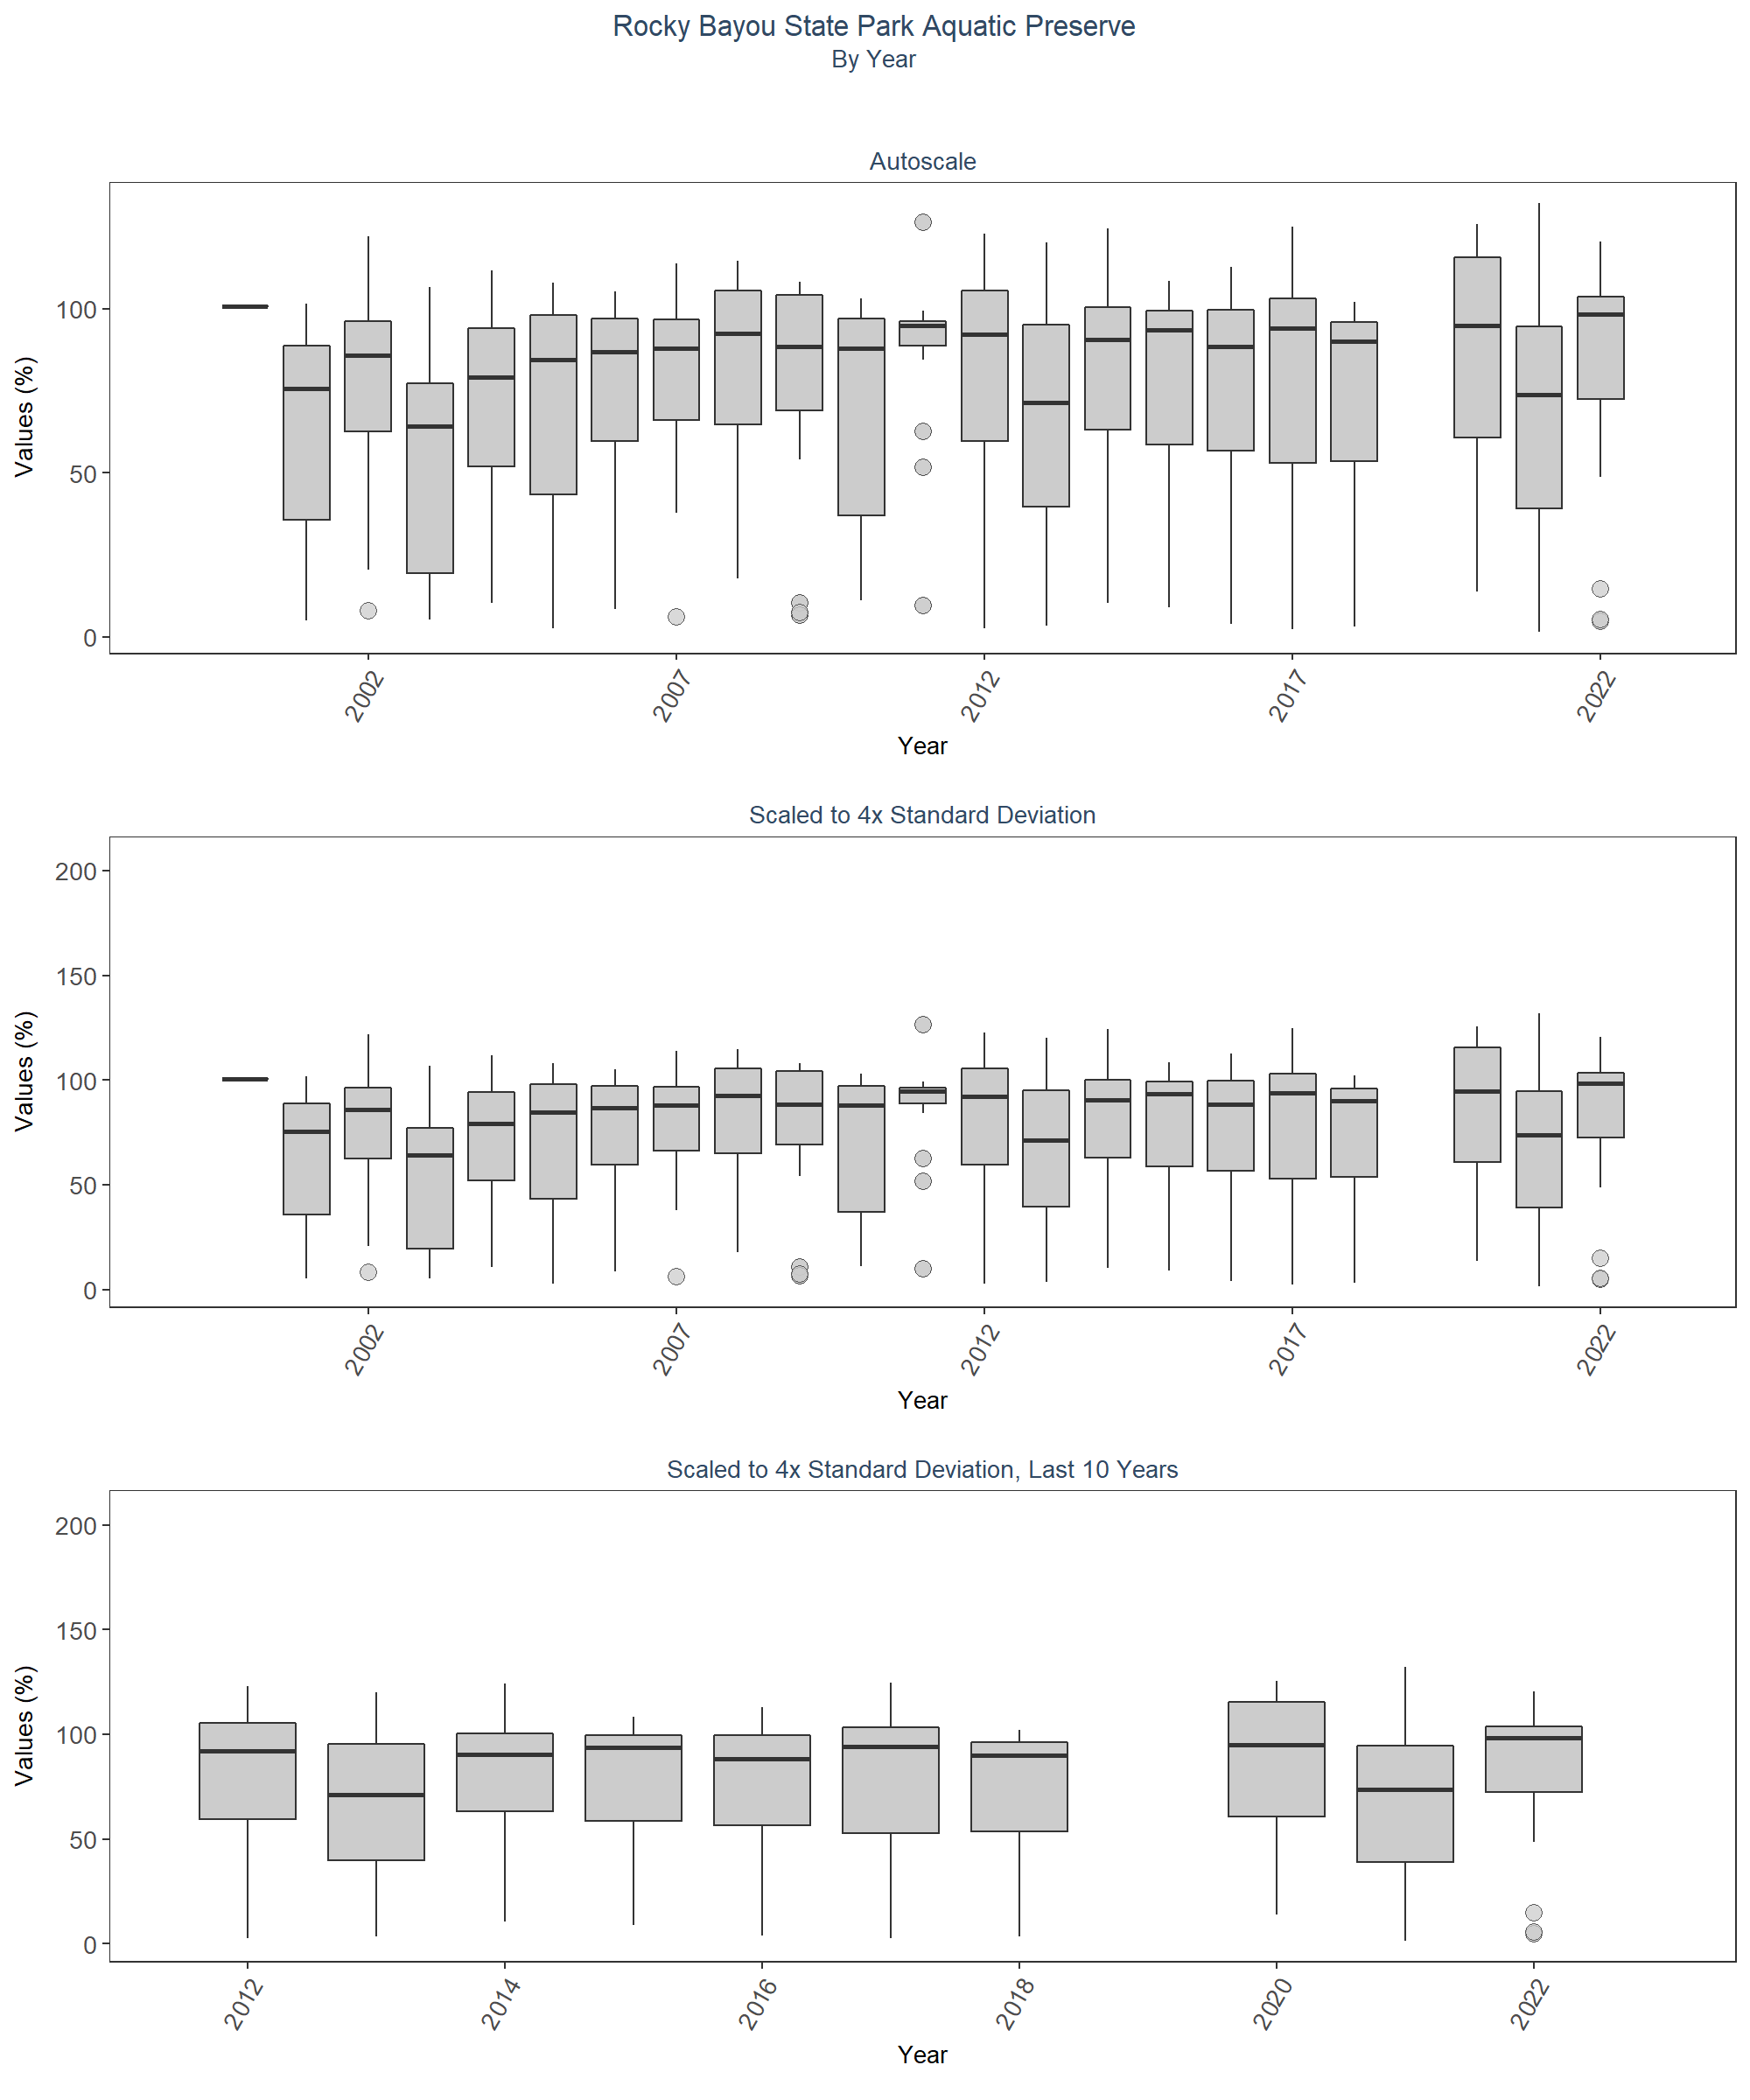 Rocky Bayou State Park Aquatic Preserve
By Year
Autoscale
Values (%)
100
50
0
2002
2007
2012
2017
2022
Year
Scaled to 4x Standard Deviation
Values (%)
200
150
100
50
0
2002
2007
2012
2017
2022
Year
Scaled to 4x Standard Deviation, Last 10 Years
Values (%)
200
150
100
50
0
2012
2014
2016
2018
2020
2022
Year